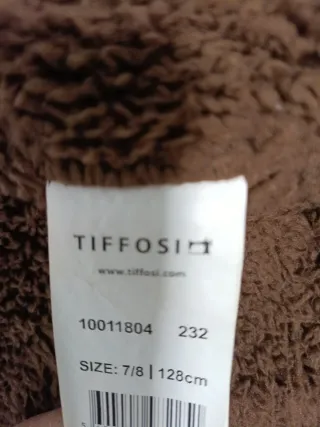 TIFFOSI
www.tiffosi.com
10011804 232
SIZE: 7/8 | 128cm